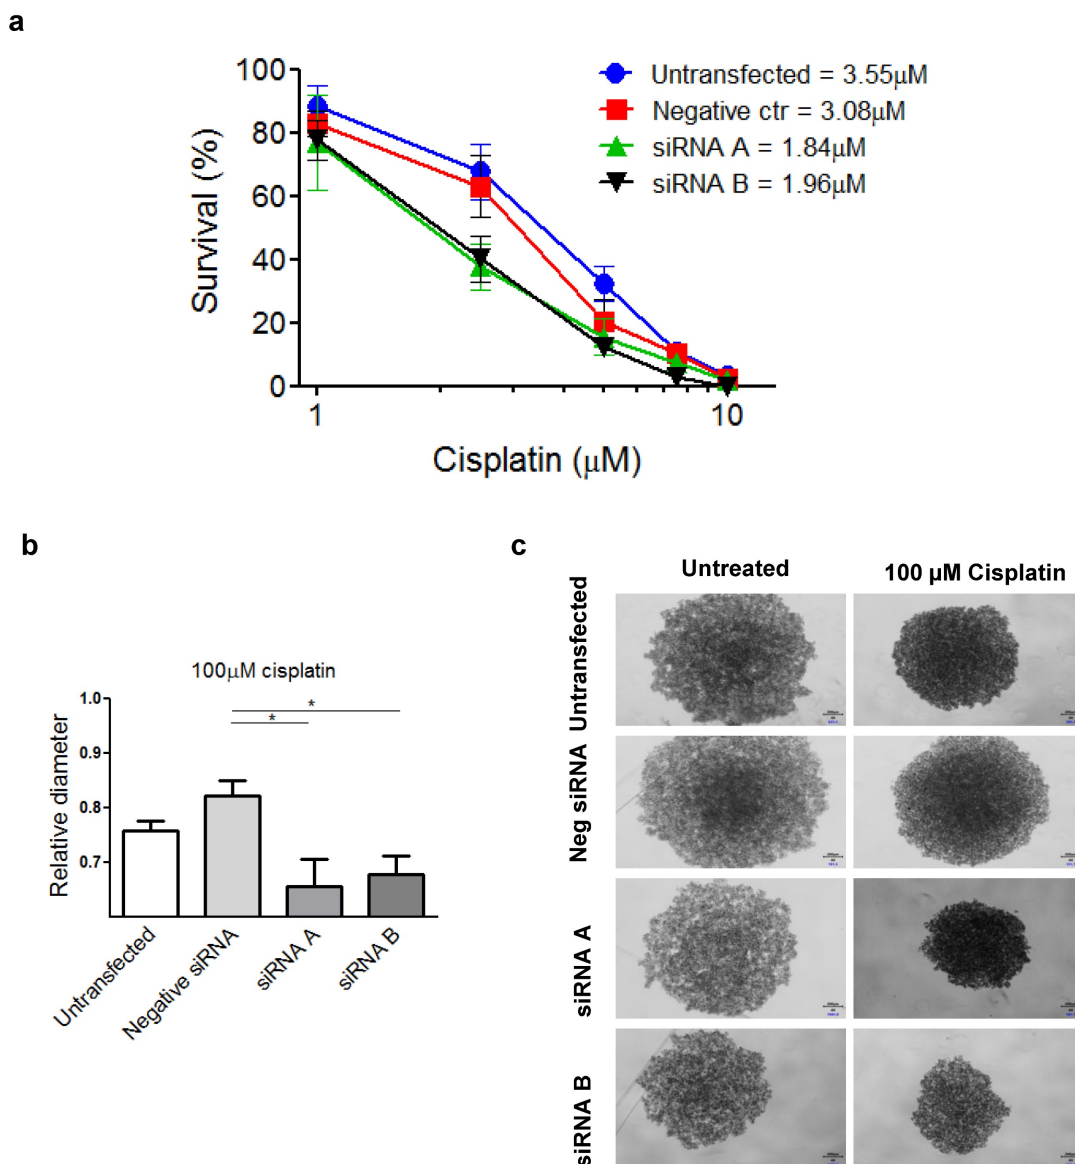 a
100
80
60
40
20
0
Survival (%)
1
10
Cisplatin (μM)
Untransfected = 3.55μM
Negative ctr = 3.08μM
siRNA A = 1.84μM
siRNA B = 1.96μM
b
100μM cisplatin
1.0
0.9
0.8
0.7
Relative diameter
*
*
Untransfected
Negative siRNA
siRNA A
siRNA B
c
Untreated
100 μM Cisplatin
Untransfected
Neg siRNA
siRNA A
siRNA B